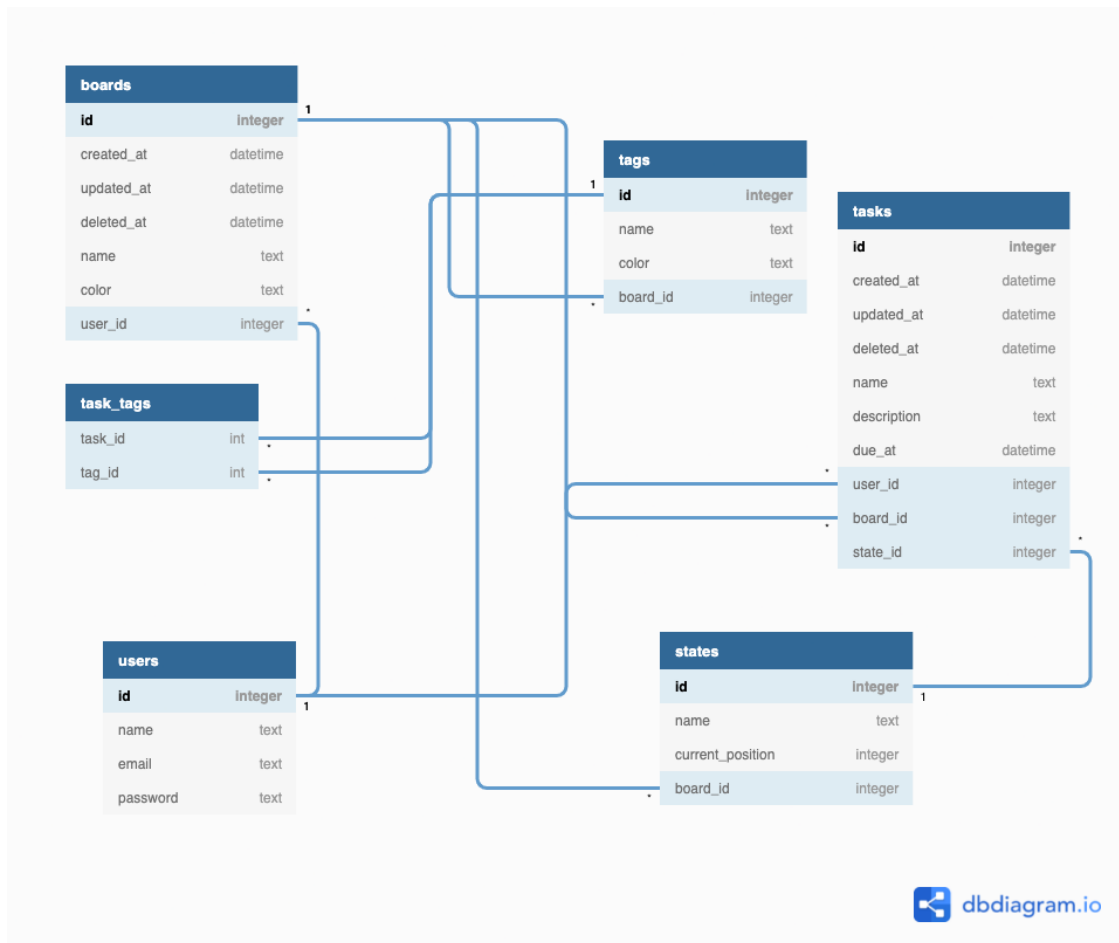 boards
id integer
created_at datetime
updated_at datetime
deleted_at datetime
name text
color text
user_id integer
task_tags
task_id int
tag_id int
users
id integer
name text
email text
password text
tags
id integer
name text
color text
board_id integer
tasks
id integer
created_at datetime
updated_at datetime
deleted_at datetime
name text
description text
due_at datetime
user_id integer
board_id integer
state_id integer
states
id integer
name text
current_position integer
board_id integer
1
*
*
*
1
1
*
*
*
*
1
*
dbdiagram.io